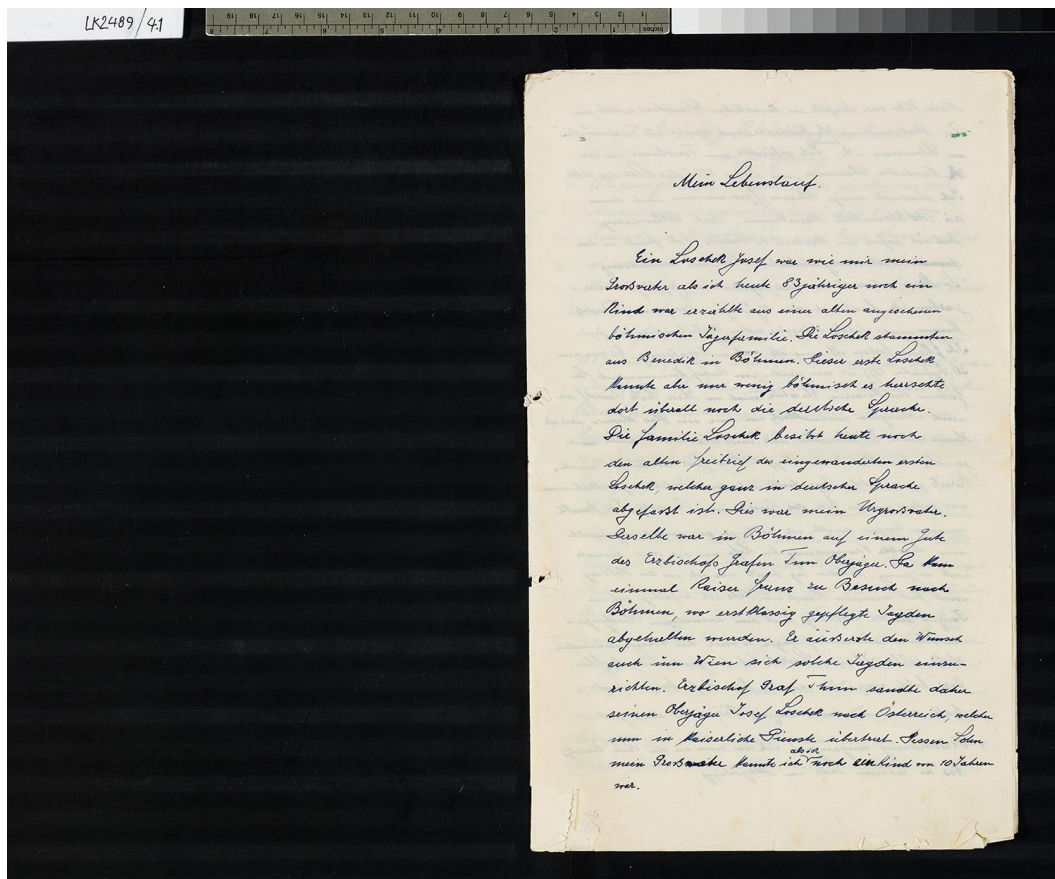 LK2489/41
Mein Lebenslauf.
Ein Loschek Josef war wie mir mein
Großvater als ich heute 83jähriger noch ein
Kind war erzählte aus einer alten angesehenen
böhmischen Jägerfamilie. Die Loschek stammten
aus Benedik in Böhmen. Dieser erste Loschek
kannte aber nur wenig böhmisch es herrschte
dort überall noch die deutsche Sprache.
Die Familie Loschek besitzt heute noch
den alten Freibrief des eingewanderten ersten
Loschek, welcher ganz in deutscher Sprache
abgefasst ist. Dies war mein Urgroßvater.
Derselbe war in Böhmen auf einem Gute
des Erzbischofs Grafen Tun Oberjäger. Da kam
einmal Kaiser Franz zu Besuch nach
Böhmen, wo erstklassig gepflegte Jagden
abgehalten wurden. Er äüsserte den Wunsch
auch inn Wien sich solche Jagden einzu-
richten. Erzbischof Graf Thun sandte daher
seinen Oberjäger Josef Loschek nach Österreich, welcher
nun in kaiserliche Dienste übertrat. Dessen Sohn
mein Großvater kannte ich als ich noch ein Kind von 10 Jahren
war.